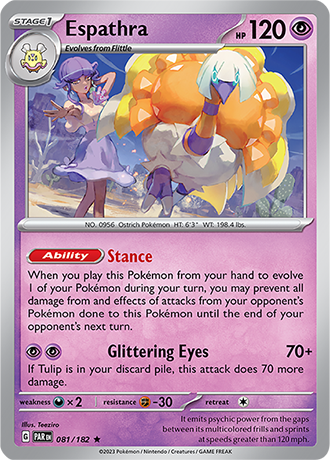 STAGE 1
Espathra
HP 120
Evolves from Flittle
NO. 0956 Ostrich Pokémon HT: 6'3" WT: 198.4 lbs.
Ability Stance
When you play this Pokémon from your hand to evolve
1 of your Pokémon during your turn, you may prevent all
damage from and effects of attacks from your opponent's
Pokémon done to this Pokémon until the end of your
opponent's next turn.
Glittering Eyes 70+
If Tulip is in your discard pile, this attack does 70 more
damage.
weakness ×2 resistance -30 retreat
Illus. Teeziro
G PAR EN 081/182 ★
It emits psychic power from the gaps
between its multicolored frills and sprints
at speeds greater than 120 mph.
©2023 Pokémon / Nintendo / Creatures / GAME FREAK